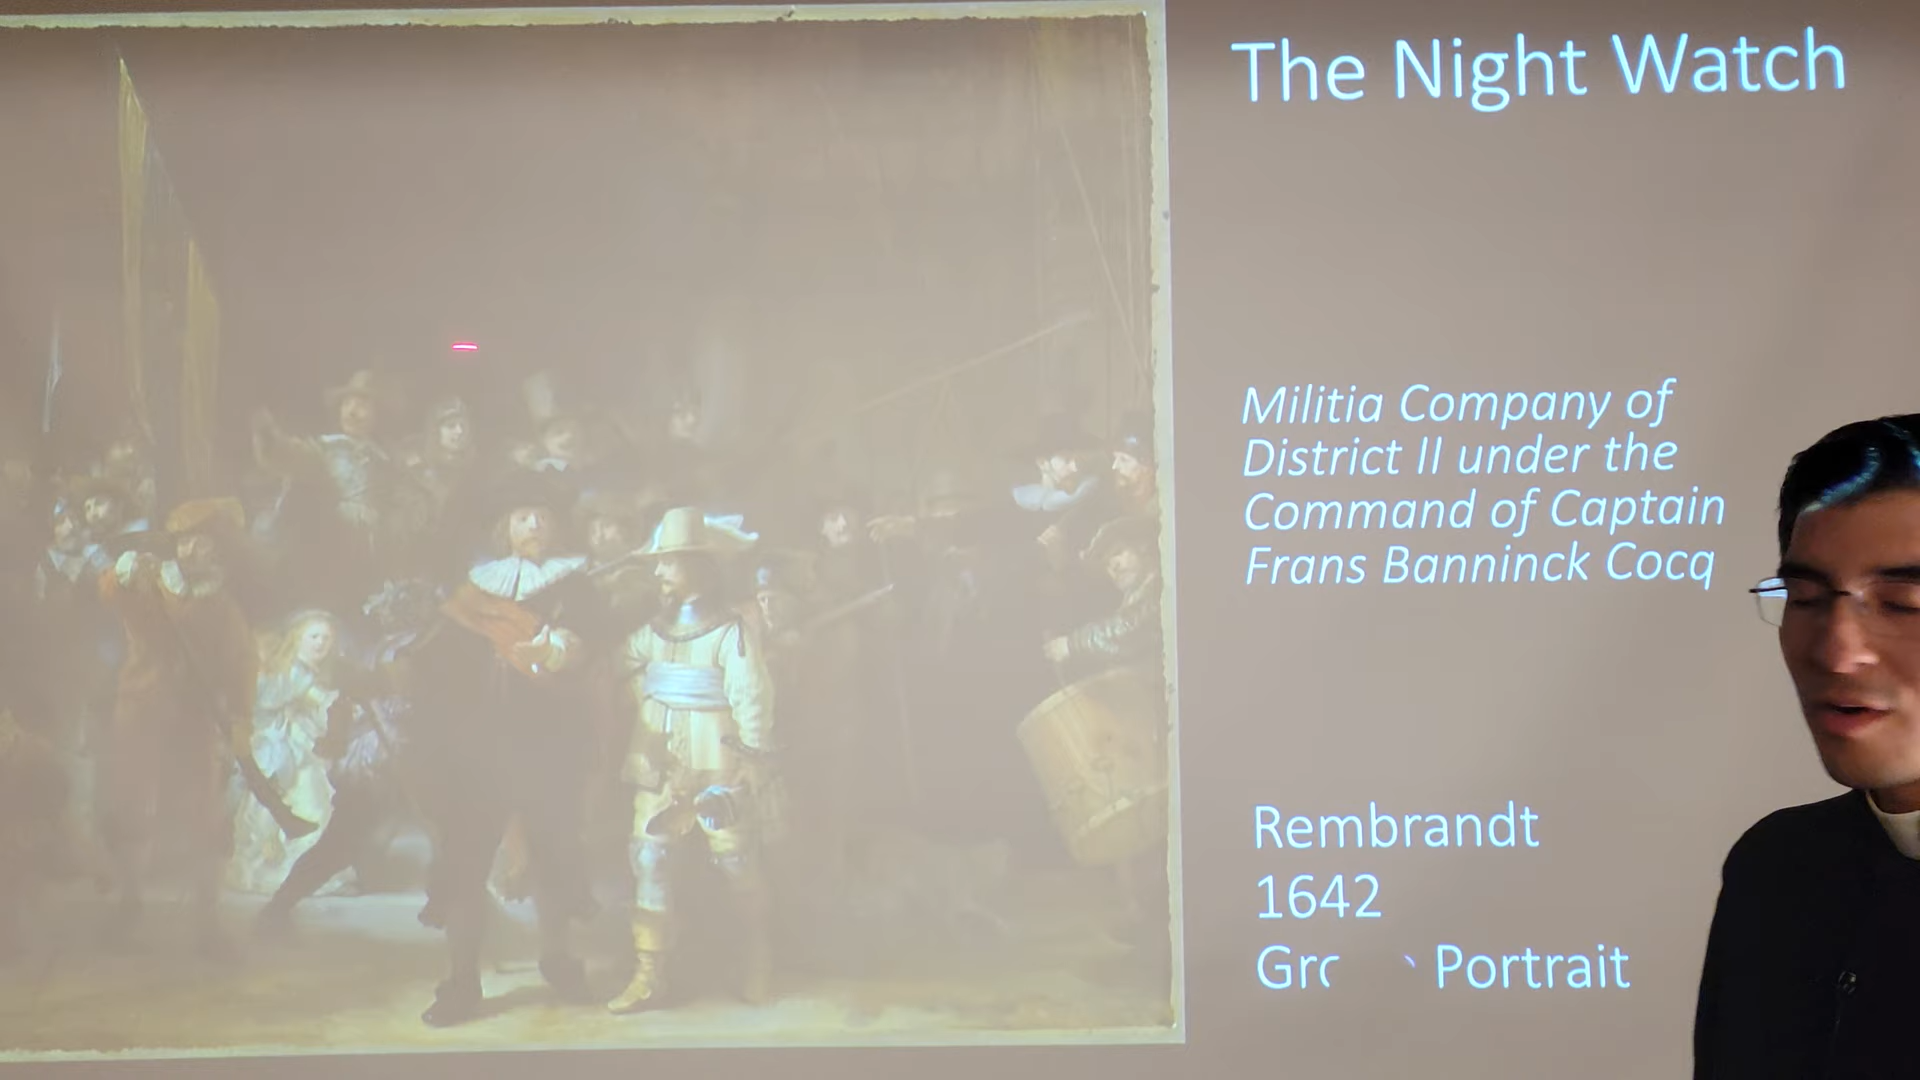 The Night Watch
Militia Company of
District II under the
Command of Captain
Frans Banninck Cocq
Rembrandt
1642
Portrait